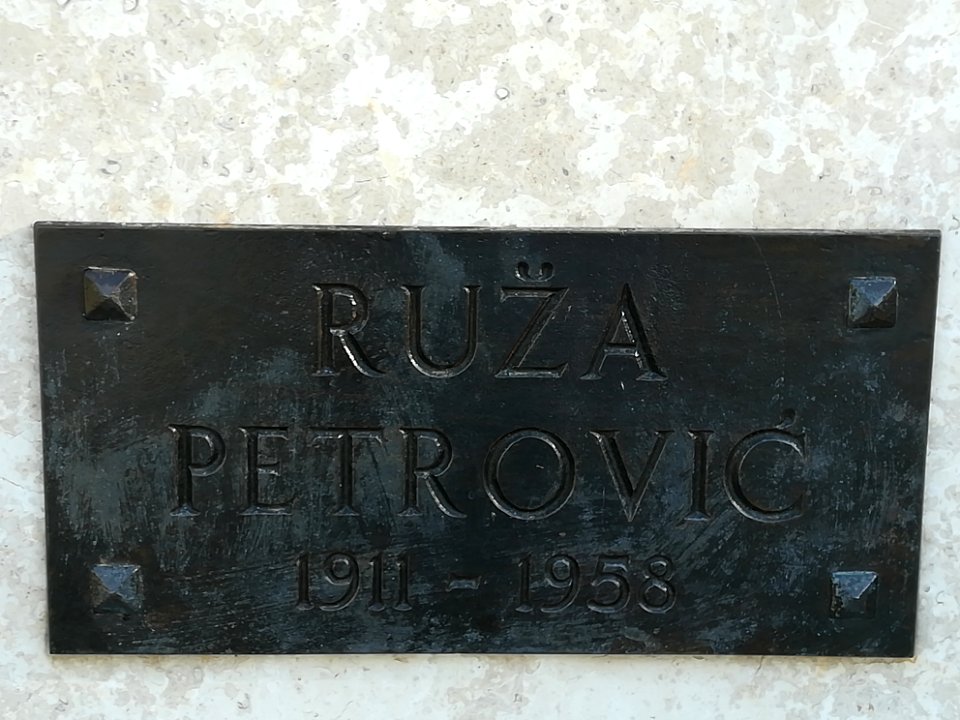 RUŽA
PETROVIĆ
1911 - 1958